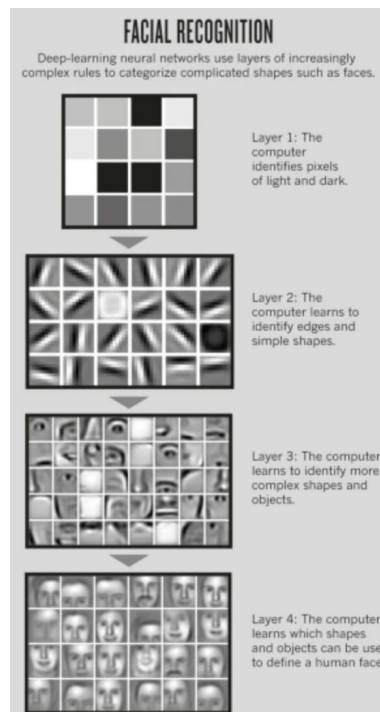 FACIAL RECOGNITION
Deep-learning neural networks use layers of increasingly
complex rules to categorize complicated shapes such as faces.
Layer 1: The
computer
identifies pixels
of light and dark.
Layer 2: The
computer learns to
identify edges and
simple shapes.
Layer 3: The computer
learns to identify more
complex shapes and
objects.
Layer 4: The computer
learns which shapes
and objects can be use
to define a human face